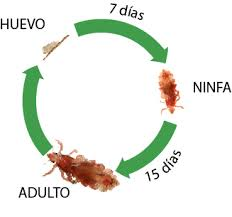 HUEVO
7 días
NINFA
15 días
ADULTO